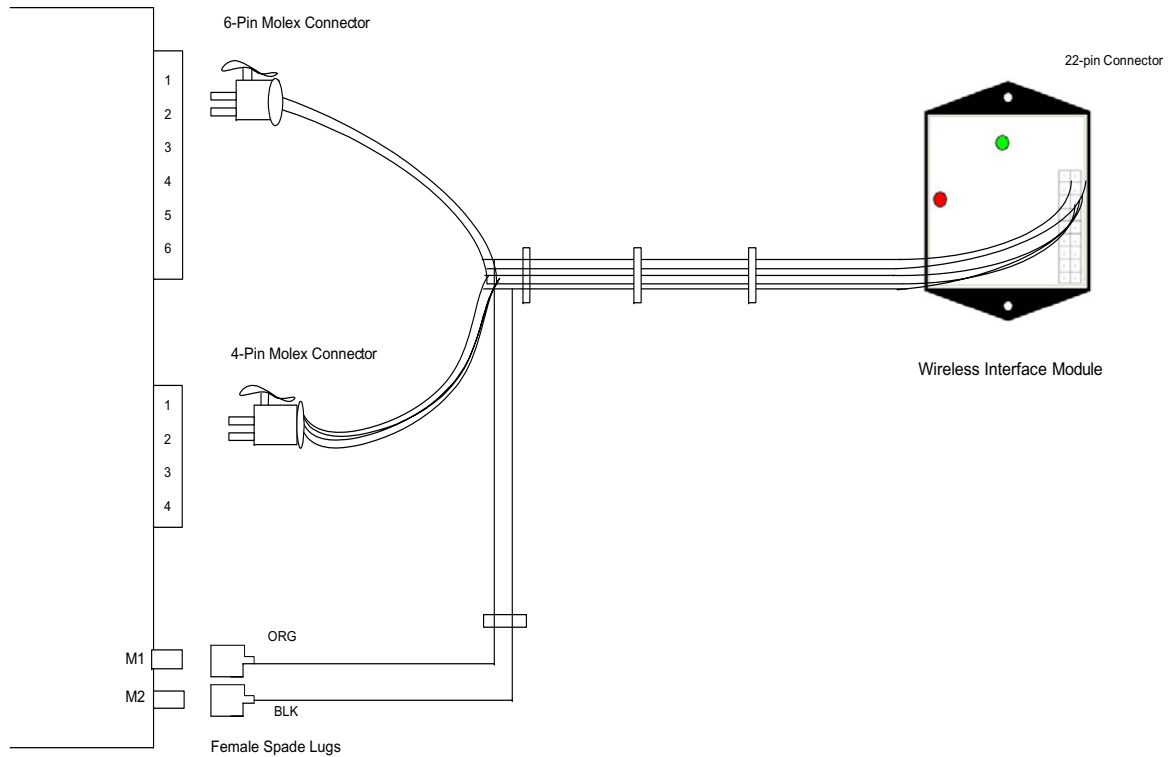 6-Pin Molex Connector
22-pin Connector
1
2
3
4
5
6
4-Pin Molex Connector
Wireless Interface Module
1
2
3
4
ORG
M1
M2
BLK
Female Spade Lugs